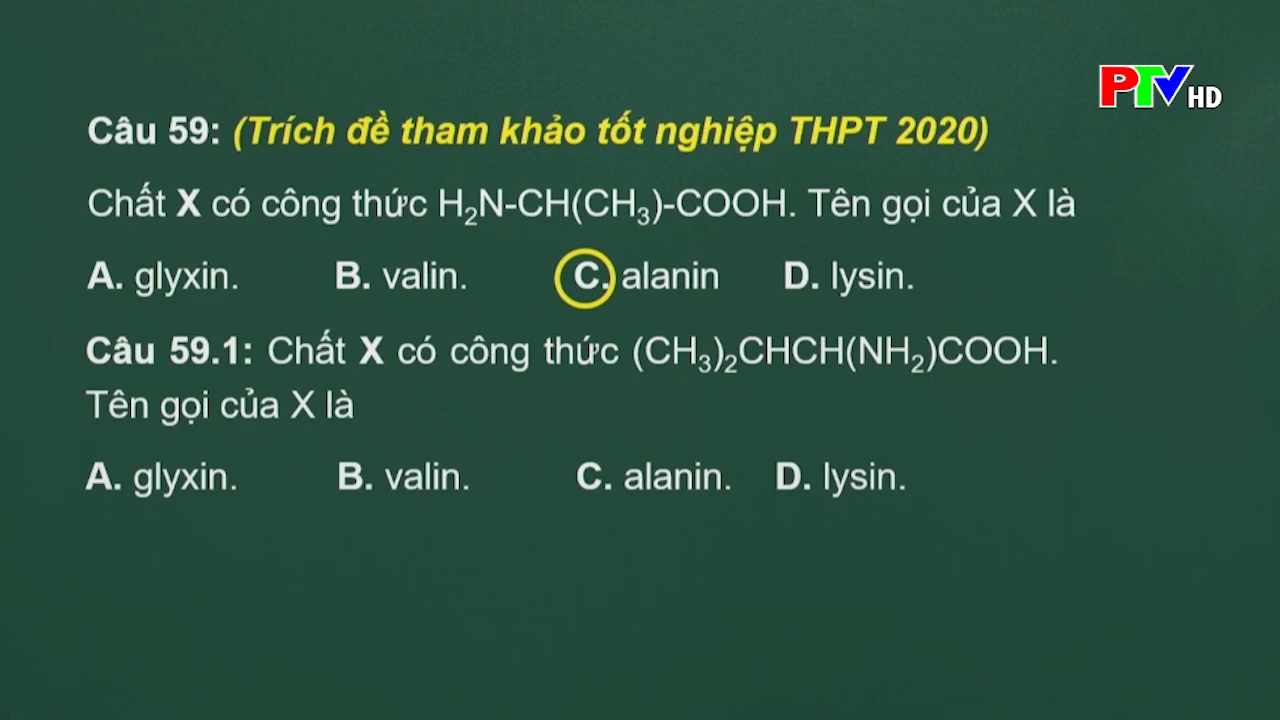 PTV HD
Câu 59: (Trích đề tham khảo tốt nghiệp THPT 2020)
Chất X có công thức H₂N-CH(CH₃)-COOH. Tên gọi của X là
A. glyxin. B. valin. C. alanin D. lysin.
Câu 59.1: Chất X có công thức (CH₃)₂CHCH(NH₂)COOH.
Tên gọi của X là
A. glyxin. B. valin. C. alanin. D. lysin.